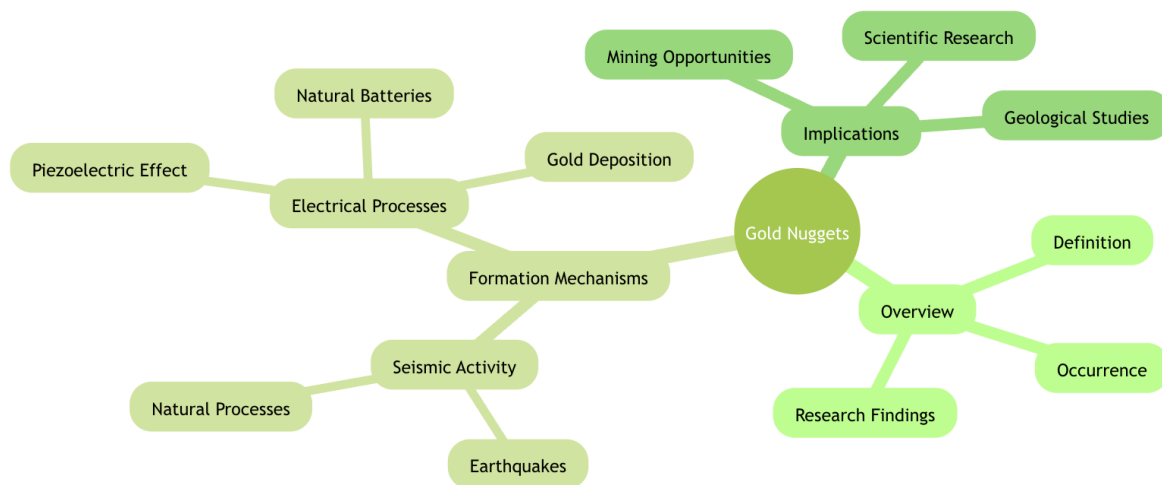 Scientific Research
Mining Opportunities
Natural Batteries
Geological Studies
Implications
Gold Deposition
Piezoelectric Effect
Electrical Processes
Gold Nuggets
Definition
Formation Mechanisms
Overview
Seismic Activity
Occurrence
Natural Processes
Research Findings
Earthquakes